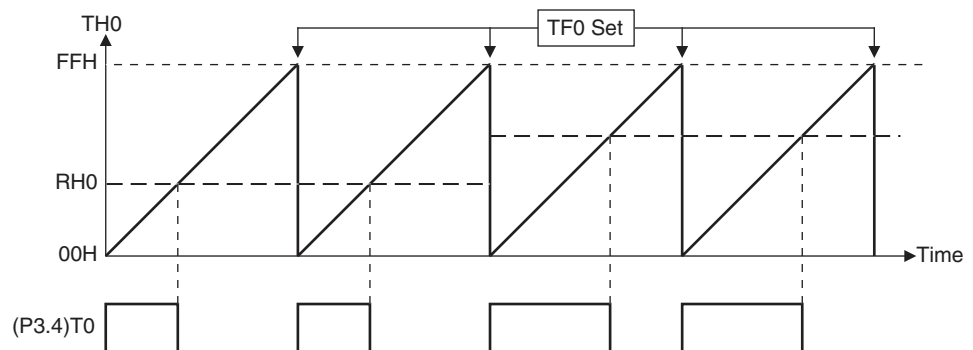 TH0
TF0 Set
FFH
RH0
00H
Time
(P3.4)T0